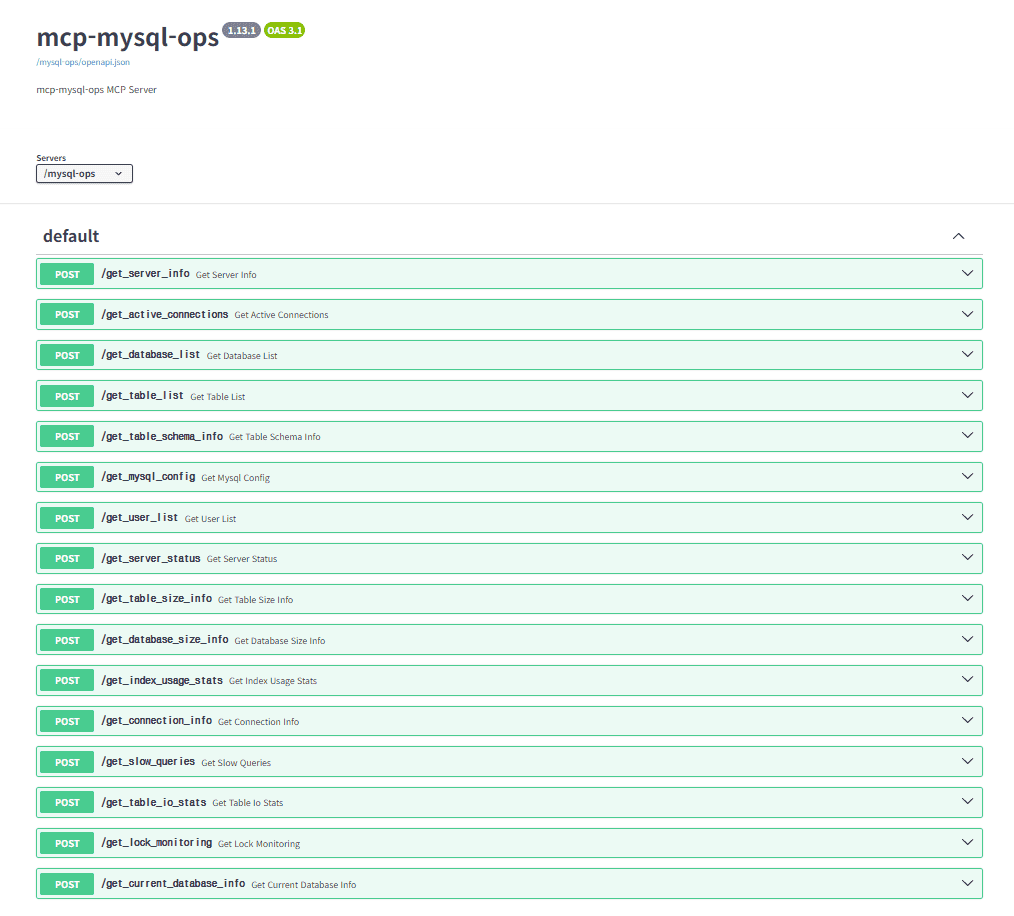 mcp-mysql-ops 1.13.1 OAS 3.1
/mysql-ops/openapi.json
mcp-mysql-ops MCP Server
Servers
/mysql-ops
default
POST /get_server_info Get Server Info
POST /get_active_connections Get Active Connections
POST /get_database_list Get Database List
POST /get_table_list Get Table List
POST /get_table_schema_info Get Table Schema Info
POST /get_mysql_config Get Mysql Config
POST /get_user_list Get User List
POST /get_server_status Get Server Status
POST /get_table_size_info Get Table Size Info
POST /get_database_size_info Get Database Size Info
POST /get_index_usage_stats Get Index Usage Stats
POST /get_connection_info Get Connection Info
POST /get_slow_queries Get Slow Queries
POST /get_table_io_stats Get Table Io Stats
POST /get_lock_monitoring Get Lock Monitoring
POST /get_current_database_info Get Current Database Info